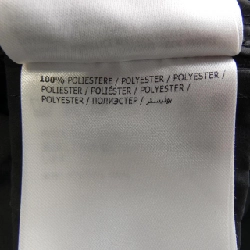 100% POLIESTERE / POLYESTER / POLYESTER /
POLIESTER / POLIÉSTER / POLYESTER /
POLYESTER / ПОЛИЭСТЕР / بوليستر